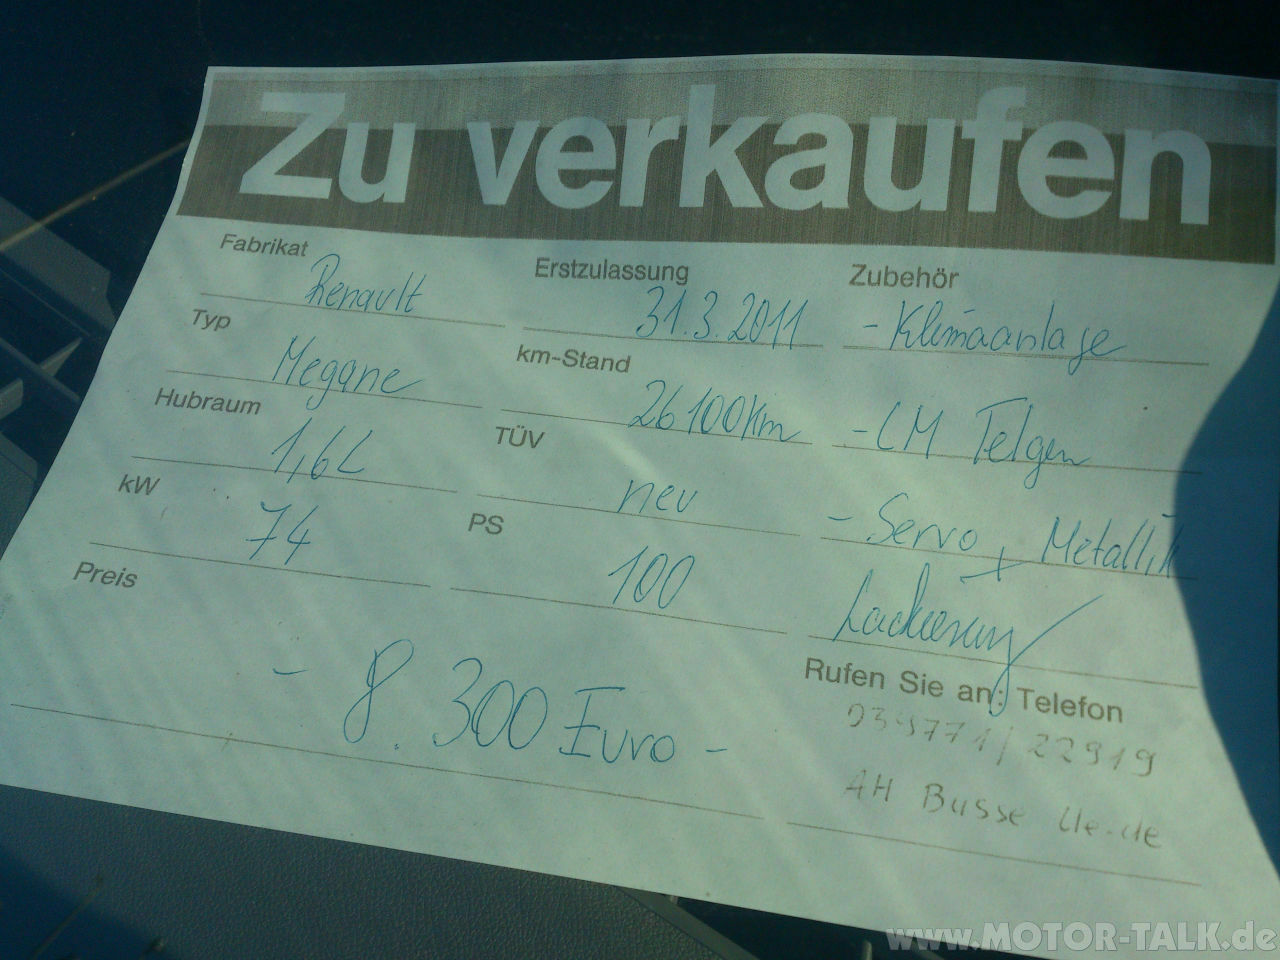 Zu verkaufen
Fabrikat
Renault
Erstzulassung
31.3.2011
Zubehör
- Klimaanlage
Typ
Megane
km-Stand
26100km
- LM Felgen
Hubraum
1,6L
TÜV
neu
- Servo, Metallik
kW
74
PS
100
Lackierung
Preis
- 8.300 Euro -
Rufen Sie an: Telefon
039771/22919
AH Busse
www.MOTOR-TALK.de